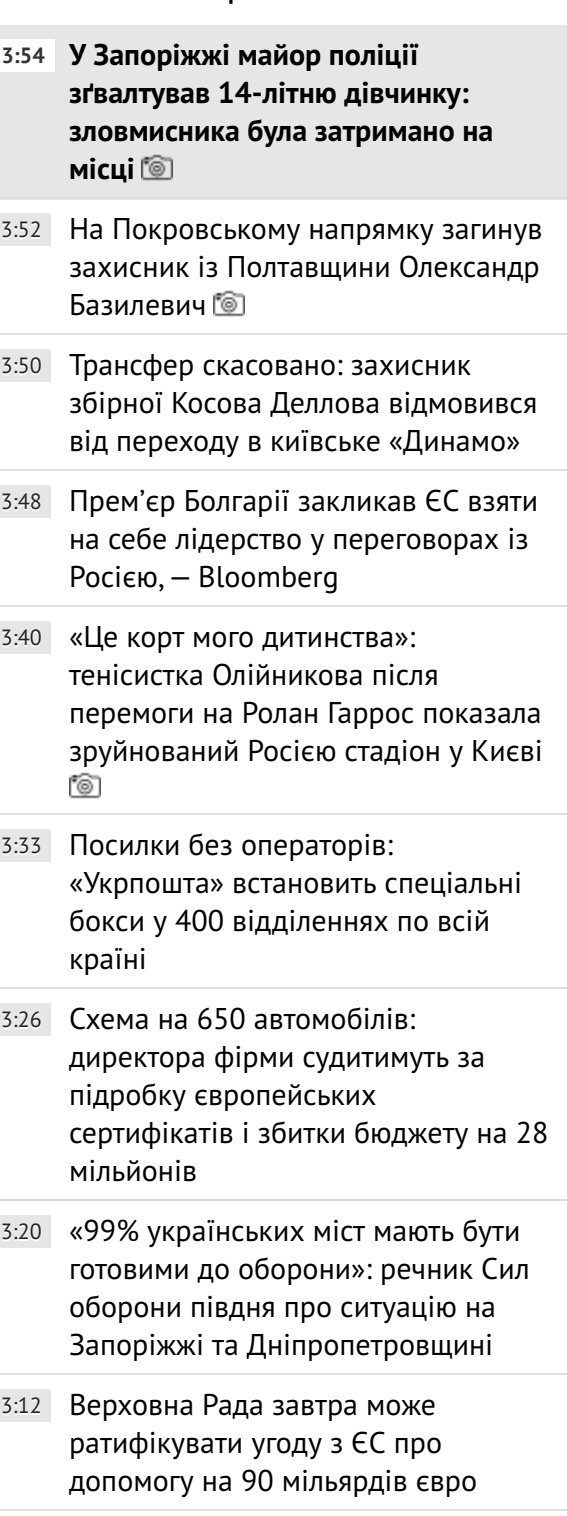 3:54 У Запоріжжі майор поліції
зґвалтував 14-літню дівчинку:
зловмисника була затримано на
місці
3:52 На Покровському напрямку загинув
захисник із Полтавщини Олександр
Базилевич
3:50 Трансфер скасовано: захисник
збірної Косова Деллова відмовився
від переходу в київське «Динамо»
3:48 Прем’єр Болгарії закликав ЄС взяти
на себе лідерство у переговорах із
Росією, — Bloomberg
3:40 «Це корт мого дитинства»:
тенісистка Олійникова після
перемоги на Ролан Гаррос показала
зруйнований Росією стадіон у Києві
3:33 Посилки без операторів:
«Укрпошта» встановить спеціальні
бокси у 400 відділеннях по всій
країні
3:26 Схема на 650 автомобілів:
директора фірми судитимуть за
підробку європейських
сертифікатів і збитки бюджету на 28
мільйонів
3:20 «99% українських міст мають бути
готовими до оборони»: речник Сил
оборони півдня про ситуацію на
Запоріжжі та Дніпропетровщині
3:12 Верховна Рада завтра може
ратифікувати угоду з ЄС про
допомогу на 90 мільярдів євро